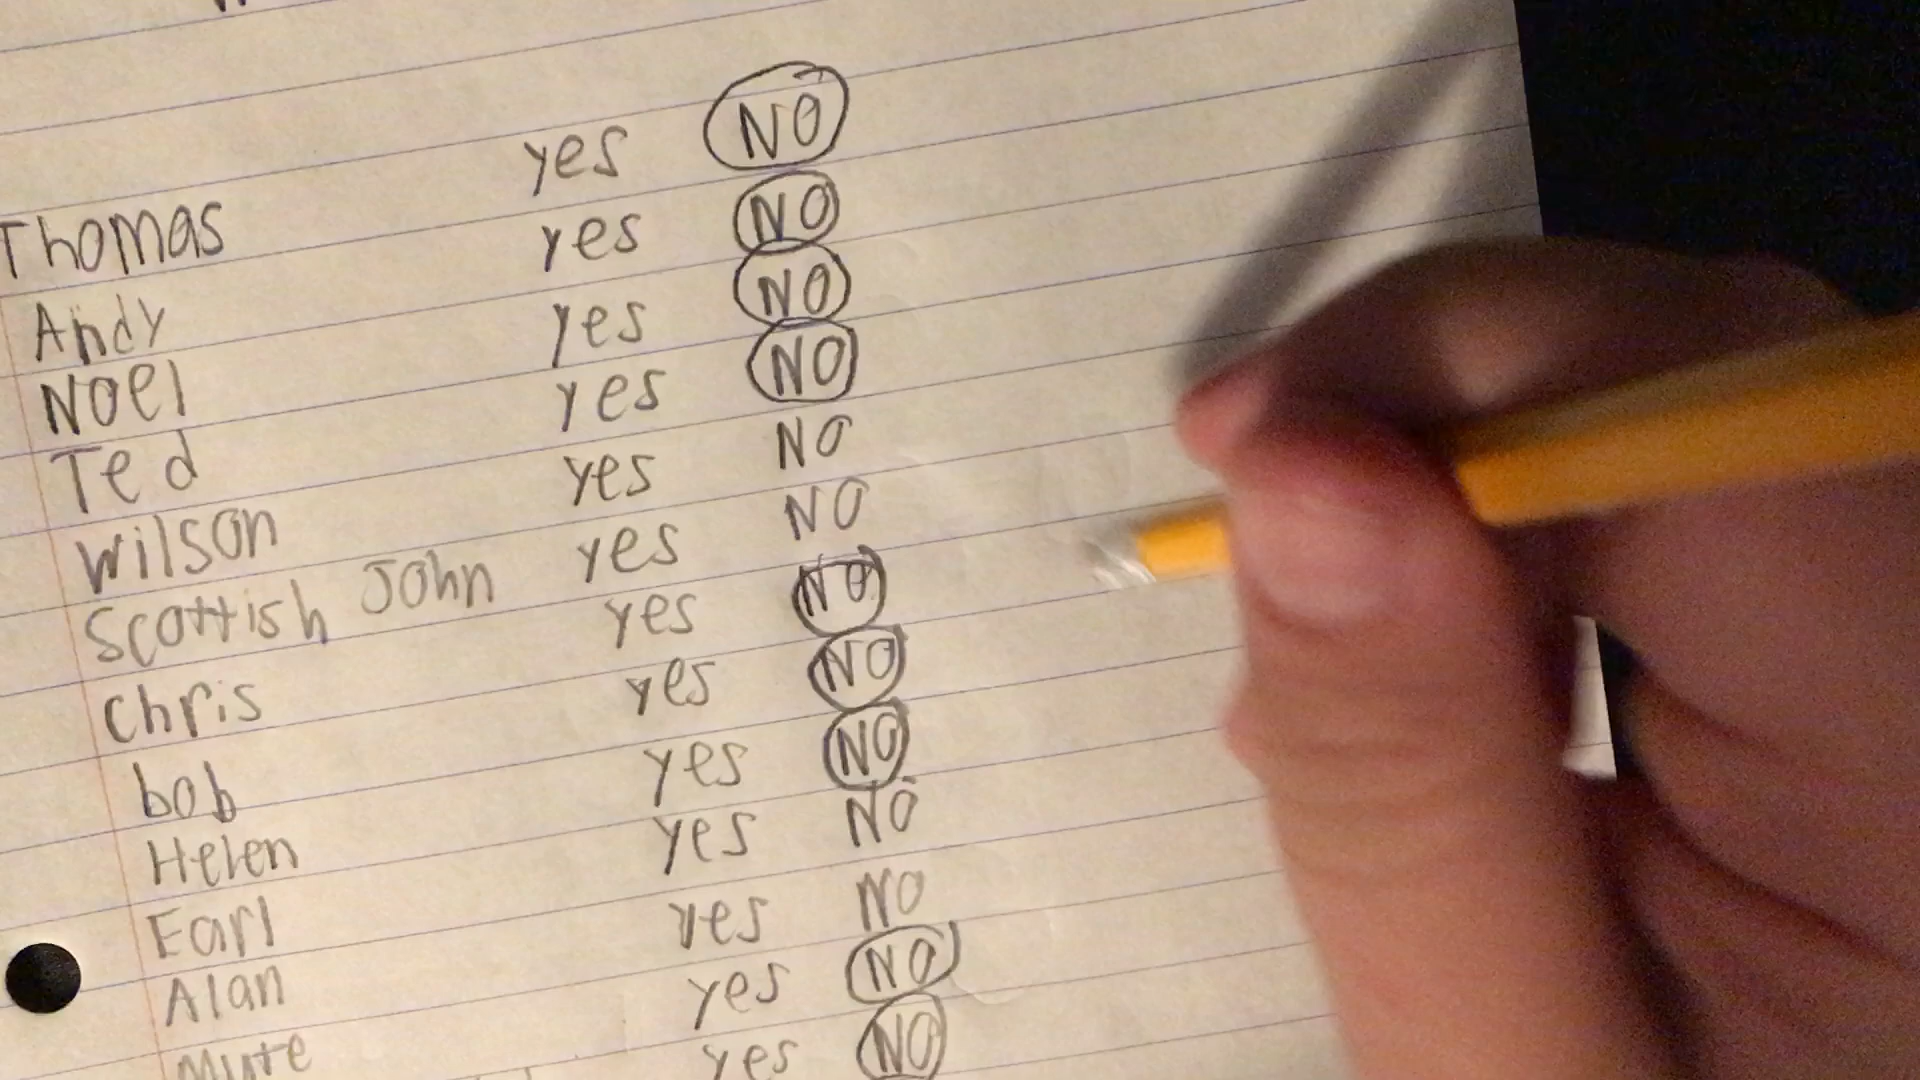 Thomas yes NO
Andy yes NO
Noel yes NO
Ted yes NO
Wilson yes NO
Scottish John yes NO
Chris yes NO
bob yes NO
Helen yes NO
Earl yes NO
Alan yes NO
Mute yes NO
yes NO